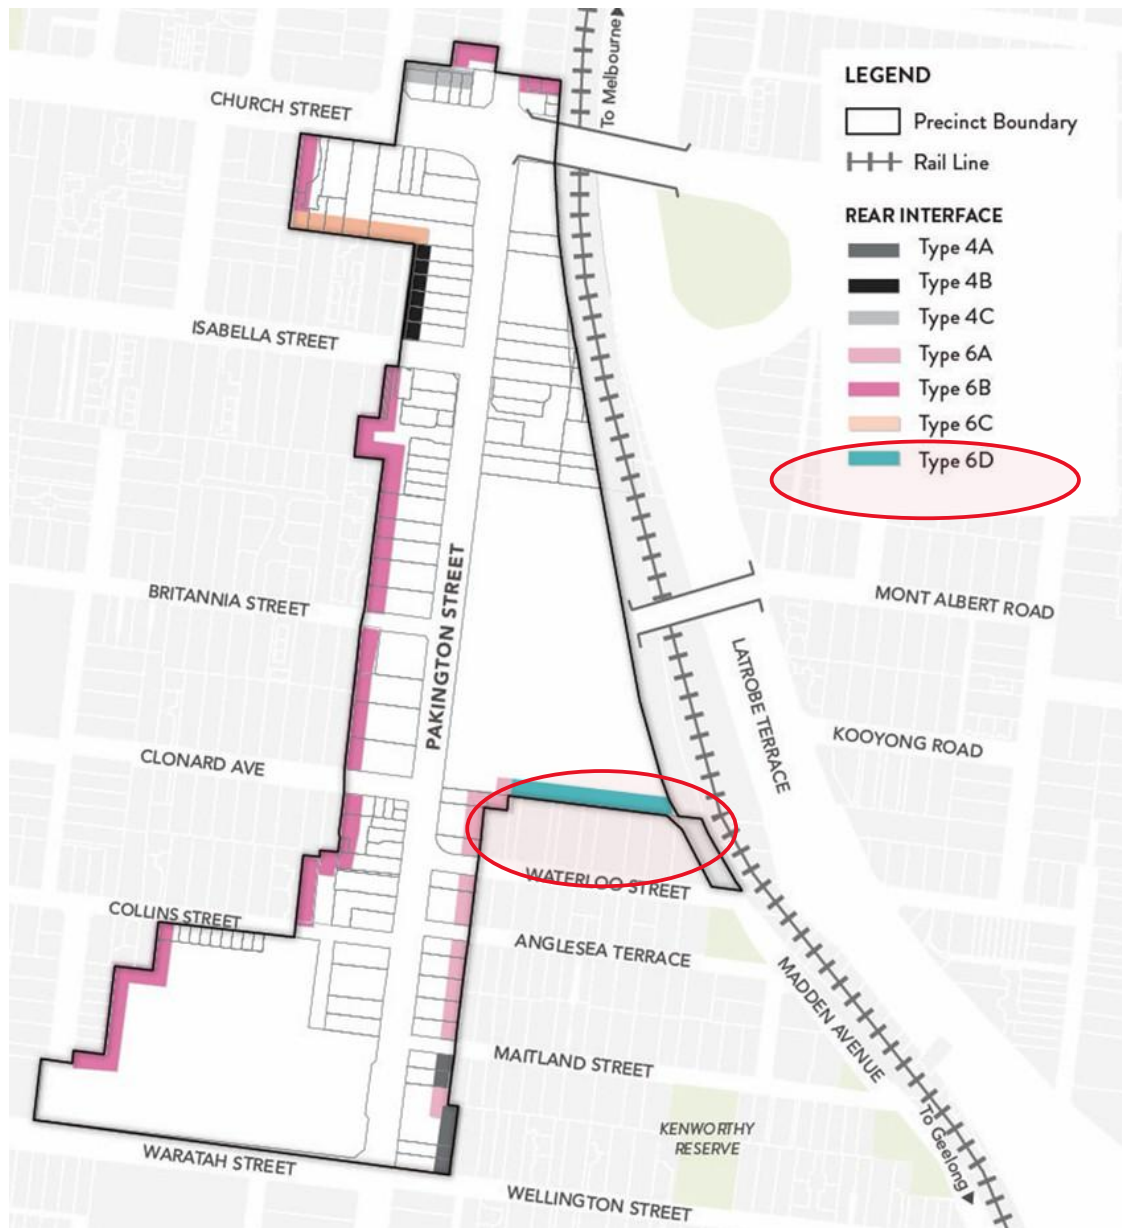 To Melbourne
LEGEND
Precinct Boundary
Rail Line
REAR INTERFACE
Type 4A
Type 4B
Type 4C
Type 6A
Type 6B
Type 6C
Type 6D
CHURCH STREET
ISABELLA STREET
BRITANNIA STREET
PAKINGTON STREET
MONT ALBERT ROAD
LATROBE TERRACE
KOOYONG ROAD
CLONARD AVE
WATERLOO STREET
COLLINS STREET
ANGLESEA TERRACE
MADDEN AVENUE
MAITLAND STREET
To Geelong
KENWORTHY
RESERVE
WARATAH STREET
WELLINGTON STREET